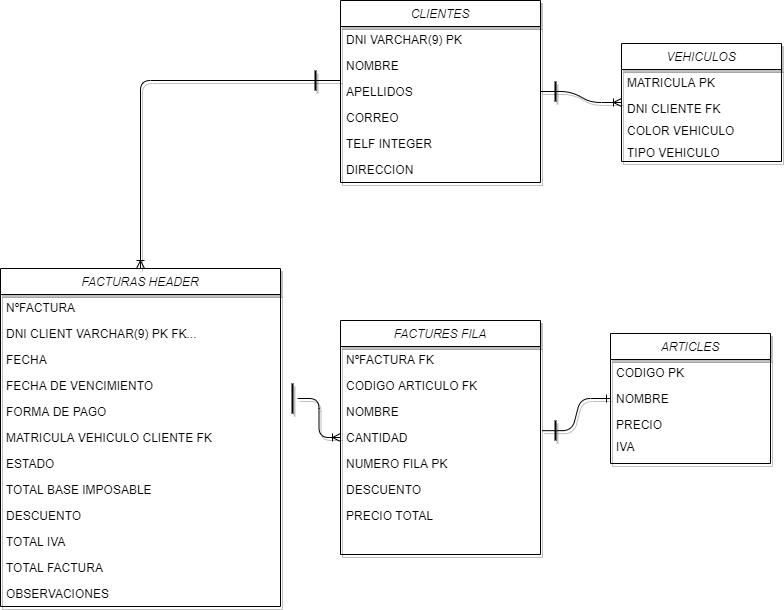 CLIENTES
DNI VARCHAR(9) PK
NOMBRE
APELLIDOS
CORREO
TELF INTEGER
DIRECCION
VEHICULOS
MATRICULA PK
DNI CLIENTE FK
COLOR VEHICULO
TIPO VEHICULO
FACTURAS HEADER
NºFACTURA
DNI CLIENT VARCHAR(9) PK FK...
FECHA
FECHA DE VENCIMIENTO
FORMA DE PAGO
MATRICULA VEHICULO CLIENTE FK
ESTADO
TOTAL BASE IMPOSABLE
DESCUENTO
TOTAL IVA
TOTAL FACTURA
OBSERVACIONES
FACTURES FILA
NºFACTURA FK
CODIGO ARTICULO FK
NOMBRE
CANTIDAD
NUMERO FILA PK
DESCUENTO
PRECIO TOTAL
ARTICLES
CODIGO PK
NOMBRE
PRECIO
IVA